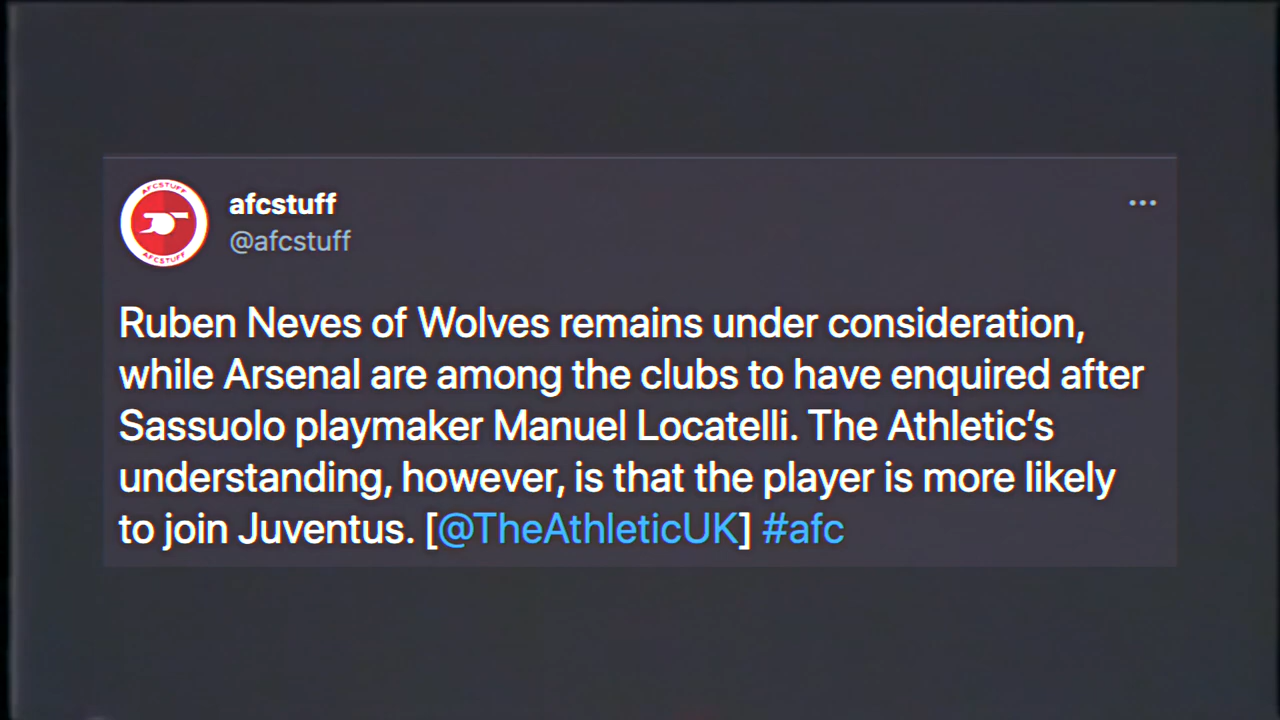 AFCSTUFF
AFCSTUFF
afcstuff
@afcstuff
Ruben Neves of Wolves remains under consideration,
while Arsenal are among the clubs to have enquired after
Sassuolo playmaker Manuel Locatelli. The Athletic’s
understanding, however, is that the player is more likely
to join Juventus. [@TheAthleticUK] #afc